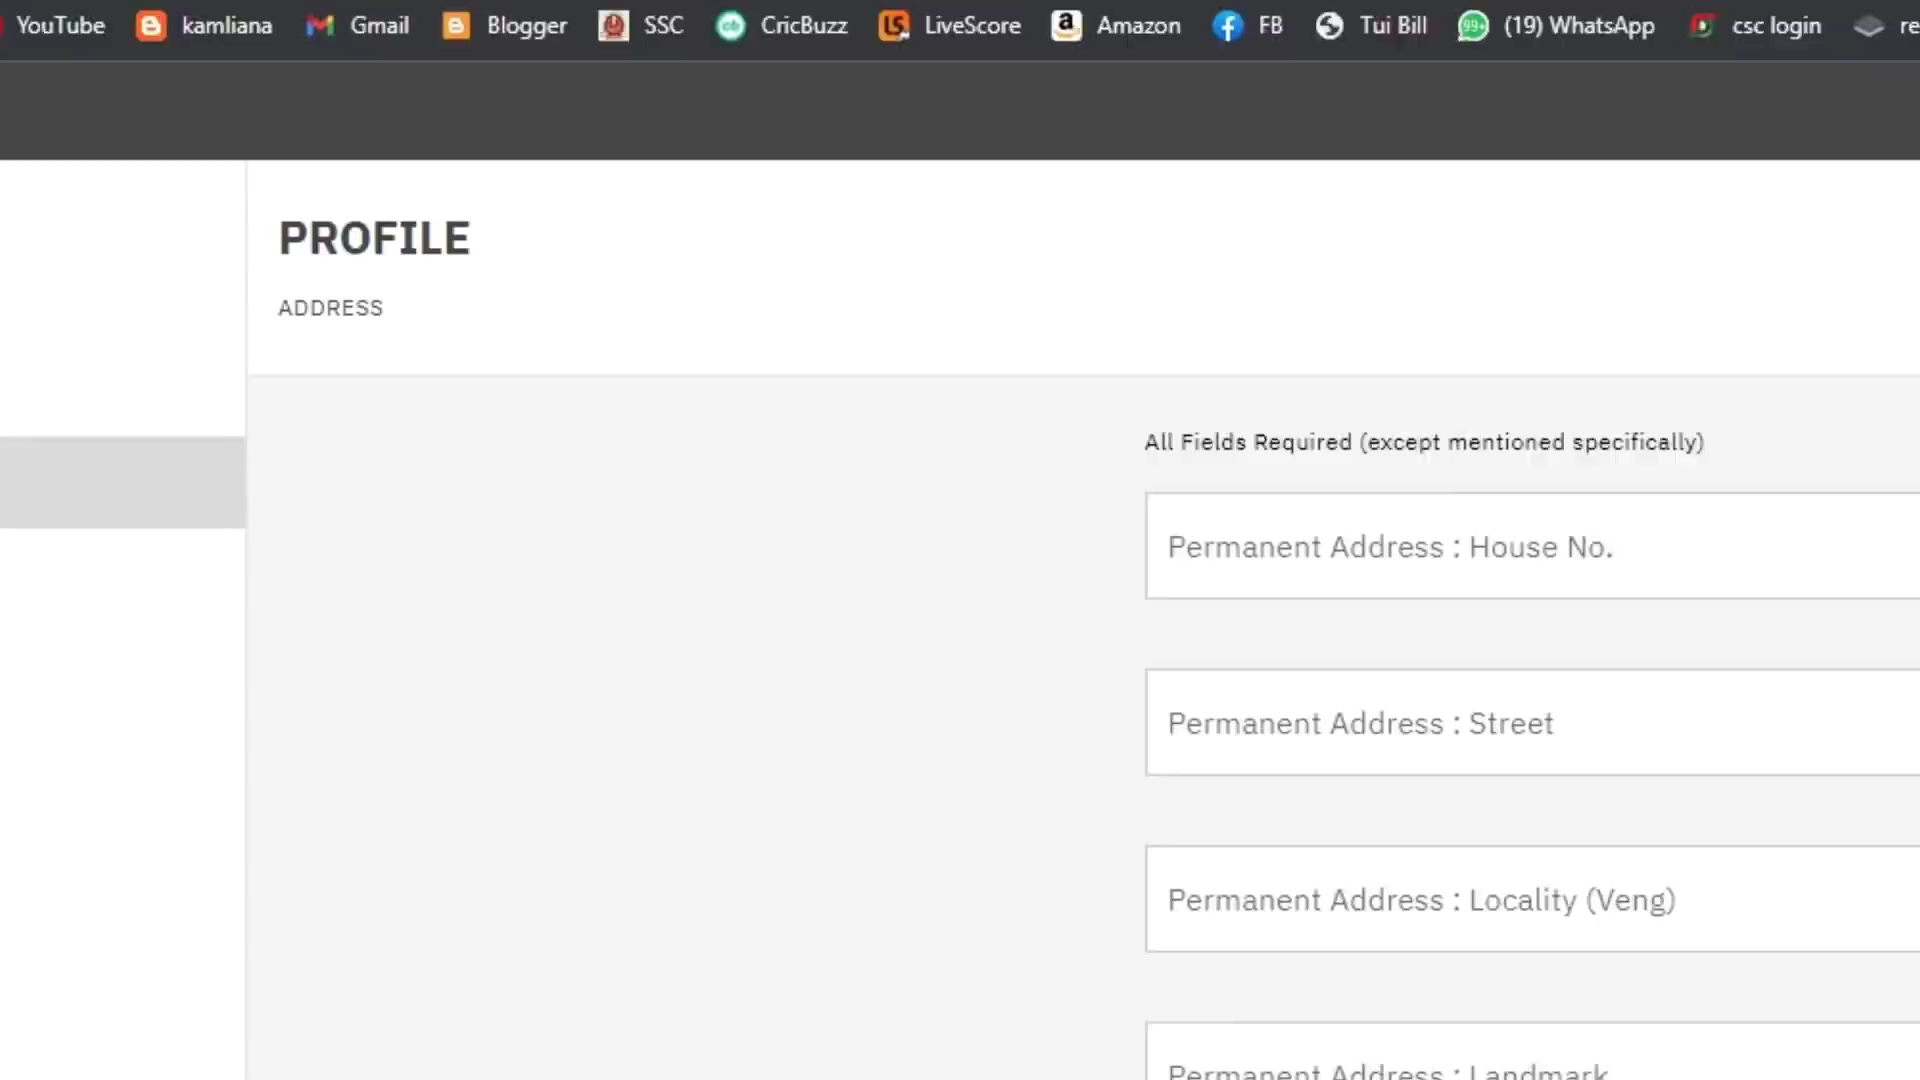 YouTube kamliana Gmail Blogger SSC CricBuzz LiveScore Amazon FB Tui Bill (19) WhatsApp csc login re
PROFILE
ADDRESS
All Fields Required (except mentioned specifically)
Permanent Address : House No.
Permanent Address : Street
Permanent Address : Locality (Veng)
Permanent Address : Landmark